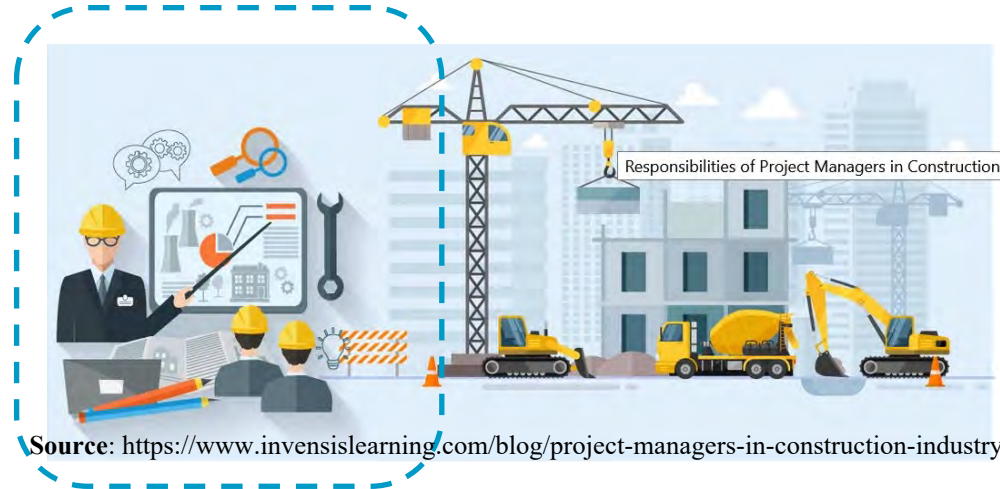 Responsibilities of Project Managers in Construction
Source: https://www.invensislearning.com/blog/project-managers-in-construction-industry